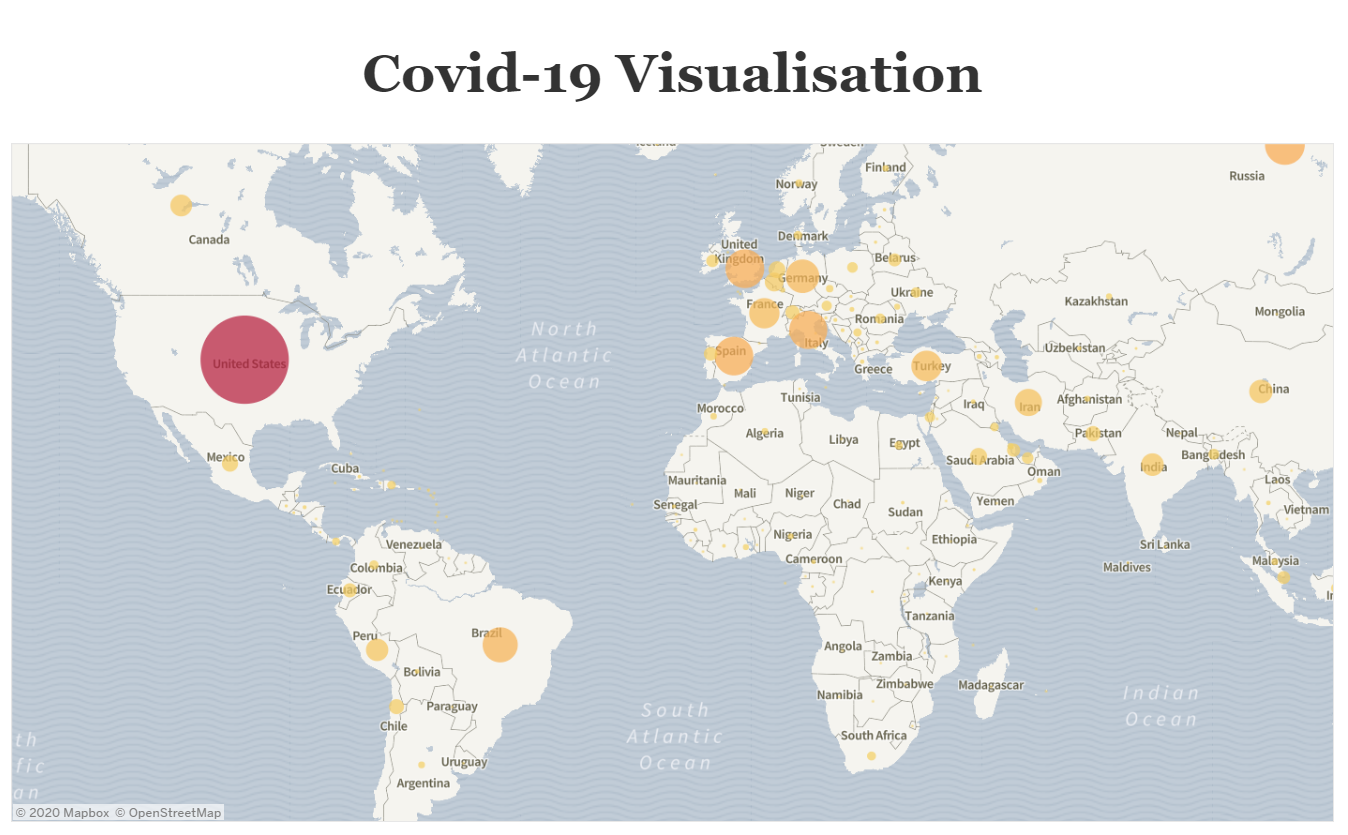 Covid-19 Visualisation
Finland
Norway
Russia
Canada
Denmark
United
Kingdom
Belarus
Germany
Ukraine
Kazakhstan
France
Mongolia
Romania
North
Atlantic
Ocean
Italy
Uzbekistan
Spain
United States
Greece
Turkey
China
Tunisia
Afghanistan
Iraq
Iran
Morocco
Algeria
Libya
Egypt
Pakistan
Nepal
Mexico
Bangladesh
Saudi Arabia
India
Cuba
Oman
Mauritania
Laos
Mali
Niger
Chad
Yemen
Senegal
Sudan
Vietnam
Nigeria
Ethiopia
Venezuela
Sri Lanka
Cameroon
Malaysia
Colombia
Maldives
Kenya
Ecuador
Tanzania
Brazil
Peru
Angola
Zambia
Bolivia
Zimbabwe
Madagascar
Indian
Ocean
Namibia
Paraguay
South
Atlantic
Ocean
Chile
South Africa
Uruguay
Argentina
© 2020 Mapbox © OpenStreetMap